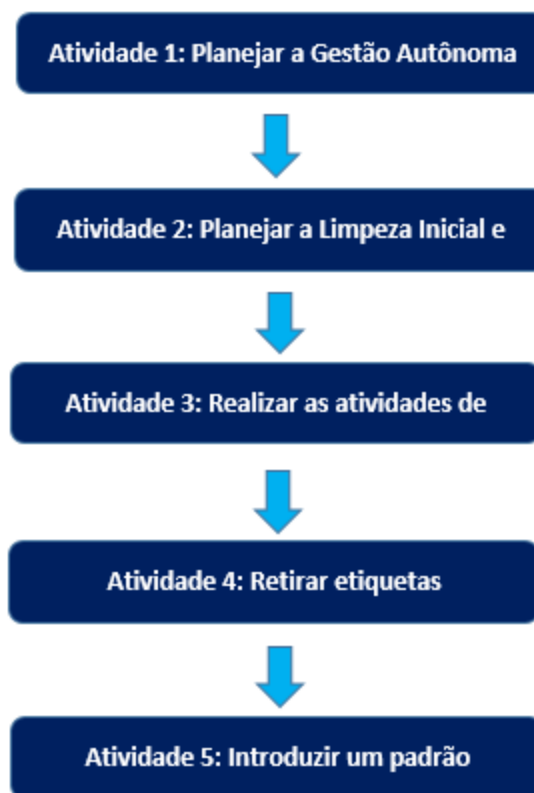 Atividade 1: Planejar a Gestão Autônoma
Atividade 2: Planejar a Limpeza Inicial e
Atividade 3: Realizar as atividades de
Atividade 4: Retirar etiquetas
Atividade 5: Introduzir um padrão